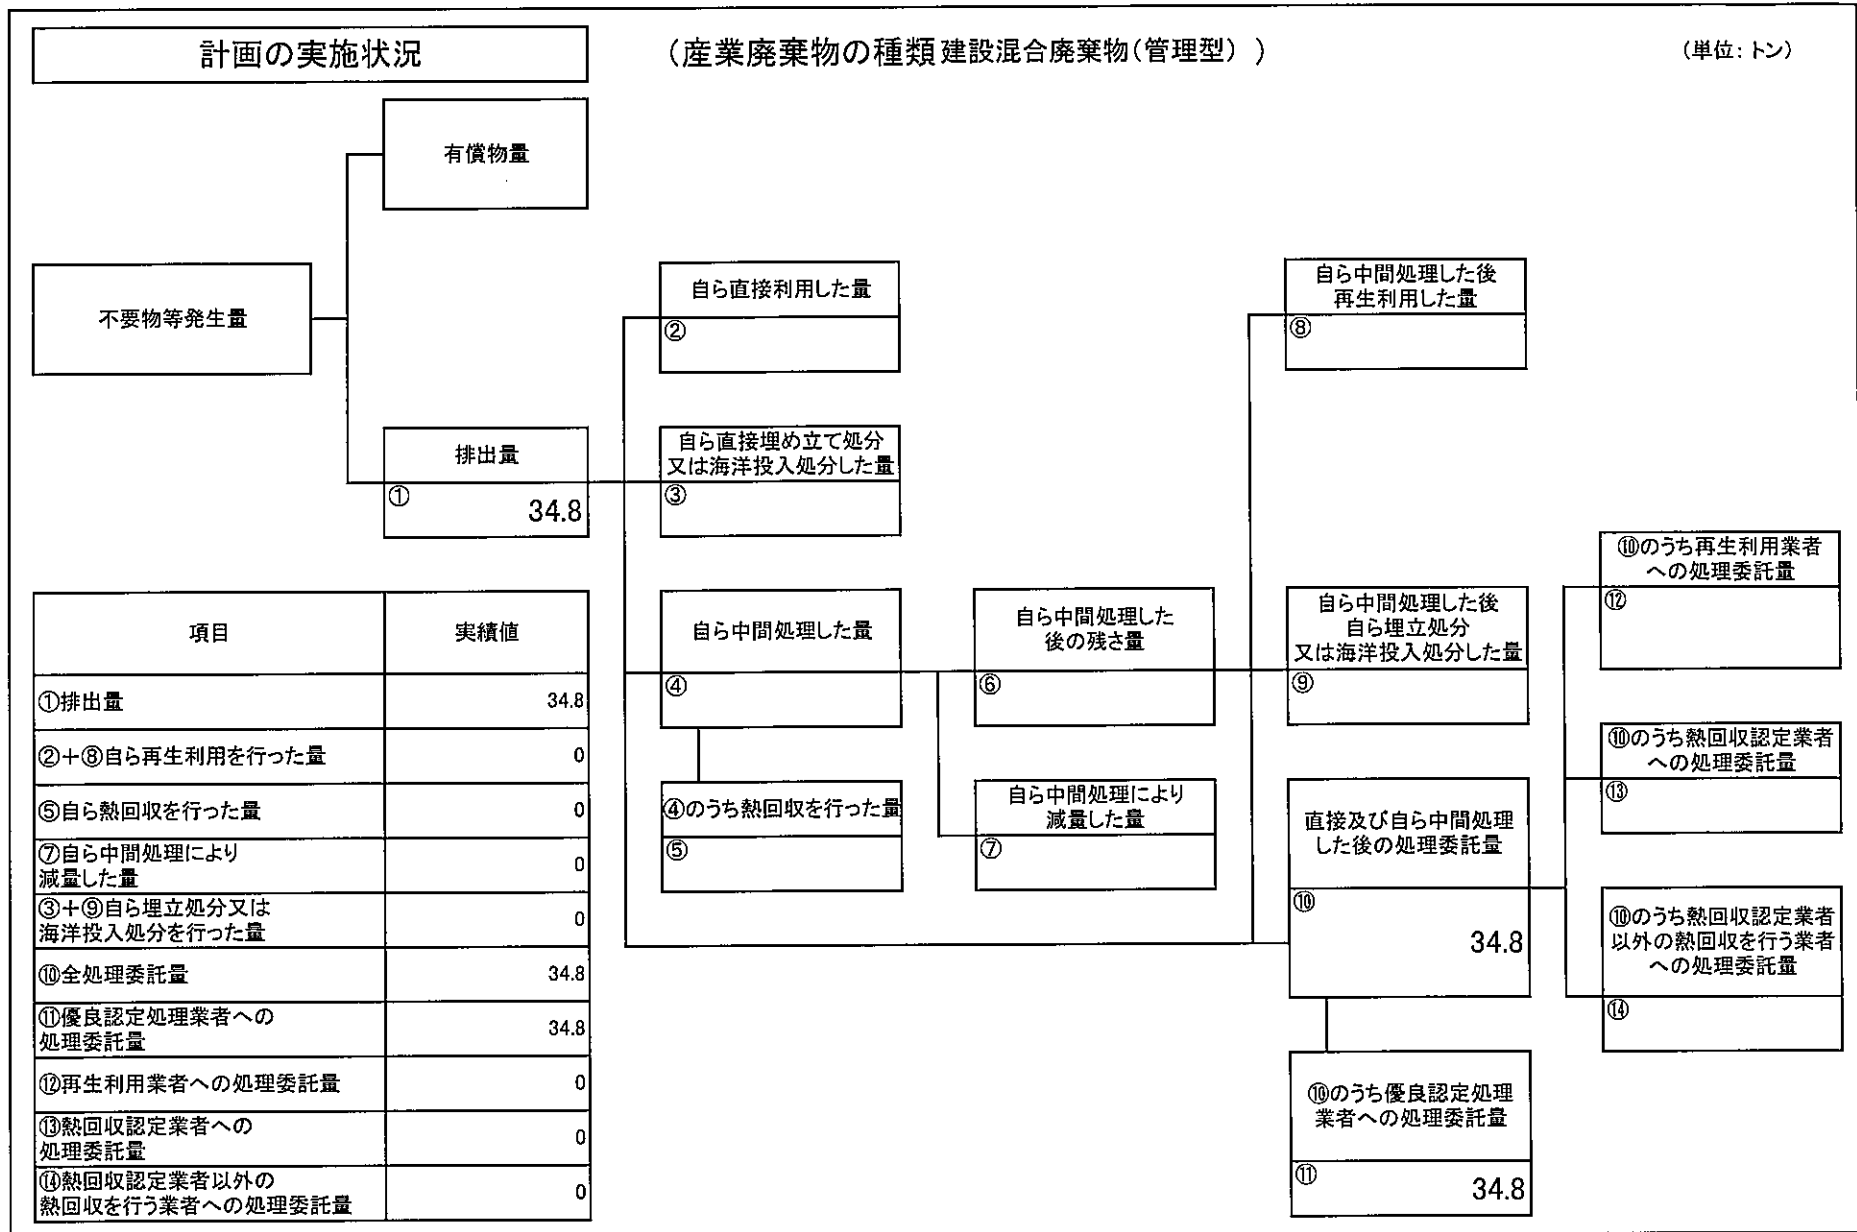 計画の実施状況
(産業廃棄物の種類 建設混合廃棄物(管理型) )
(単位:トン)
有償物量
不要物等発生量
排出量
①
34.8
自ら直接利用した量
②
自ら直接埋め立て処分
又は海洋投入処分した量
③
自ら中間処理した量
④
④のうち熱回収を行った量
⑤
自ら中間処理した
後の残さ量
⑥
自ら中間処理により
減量した量
⑦
自ら中間処理した後
再生利用した量
⑧
自ら中間処理した後
自ら埋立処分
又は海洋投入処分した量
⑨
直接及び自ら中間処理
した後の処理委託量
⑩
34.8
⑩のうち優良認定処理
業者への処理委託量
⑪
34.8
⑩のうち再生利用業者
への処理委託量
⑫
⑩のうち熱回収認定業者
への処理委託量
⑬
⑩のうち熱回収認定業者
以外の熱回収を行う業者
への処理委託量
⑭
項目 実績値
①排出量 34.8
②+⑧自ら再生利用を行った量 0
⑤自ら熱回収を行った量 0
⑦自ら中間処理により
減量した量 0
③+⑨自ら埋立処分又は
海洋投入処分を行った量 0
⑩全処理委託量 34.8
⑪優良認定処理業者への
処理委託量 34.8
⑫再生利用業者への処理委託量 0
⑬熱回収認定業者への
処理委託量 0
⑭熱回収認定業者以外の
熱回収を行う業者への処理委託量 0